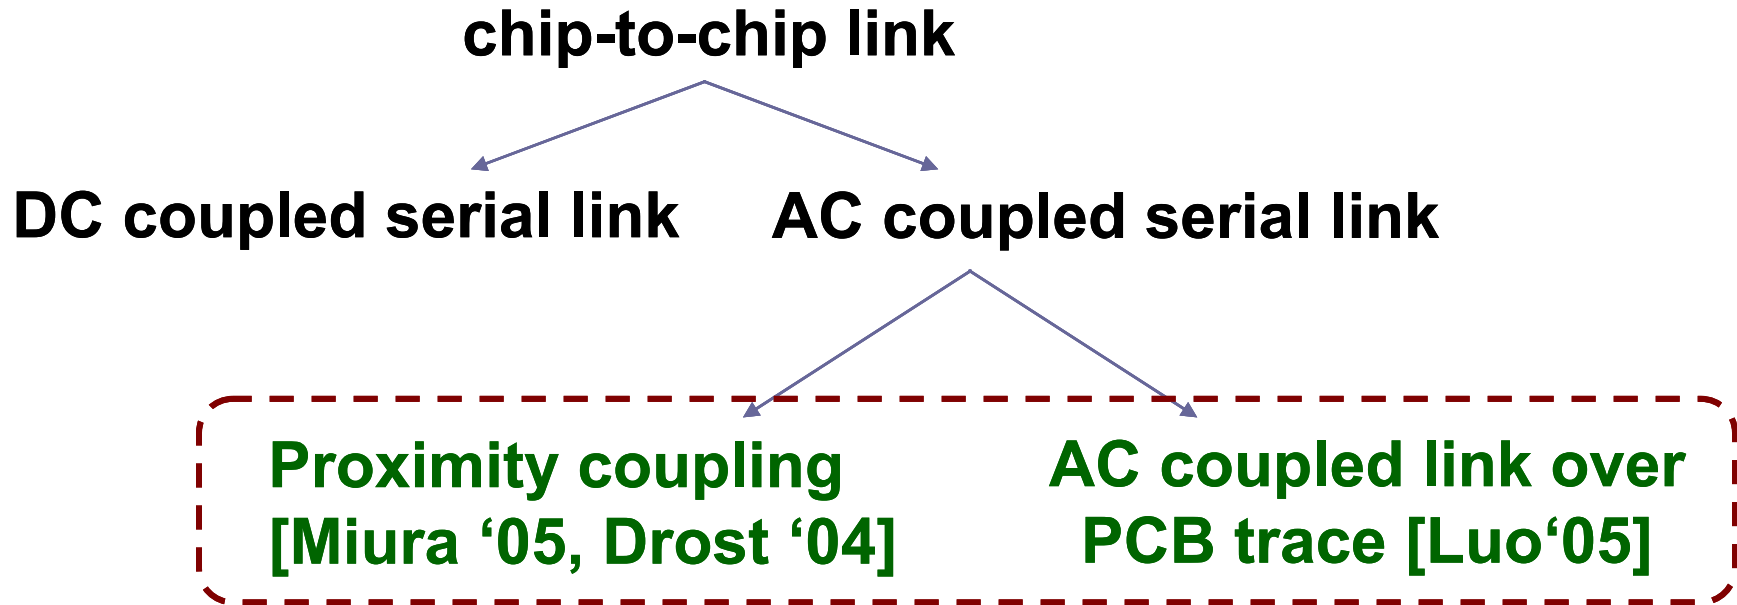 chip-to-chip link
DC coupled serial link
AC coupled serial link
Proximity coupling
[Miura ‘05, Drost ‘04]
AC coupled link over
PCB trace [Luo‘05]